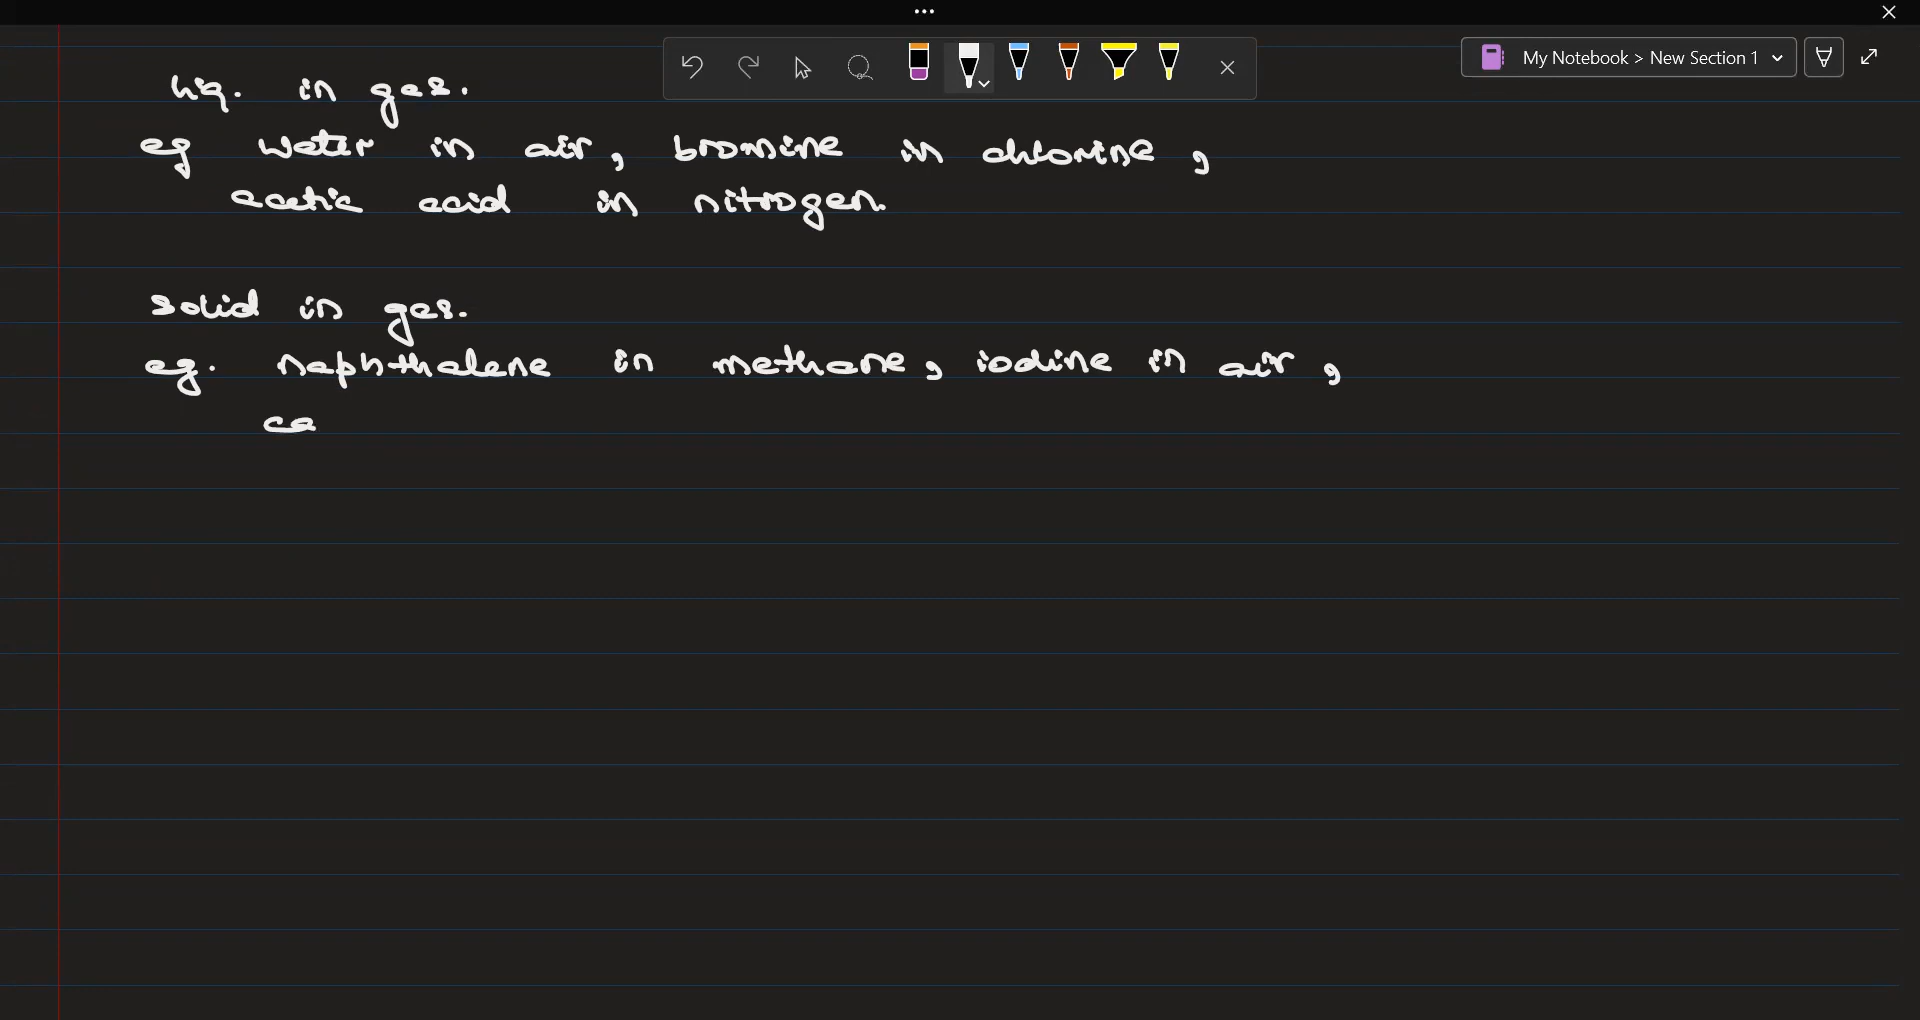 My Notebook > New Section 1
liq. in gas.
eg water in air, bromine in chlorine,
acetic acid in nitrogen.
solid in gas.
eg. naphthalene in methane, iodine in air,
ca